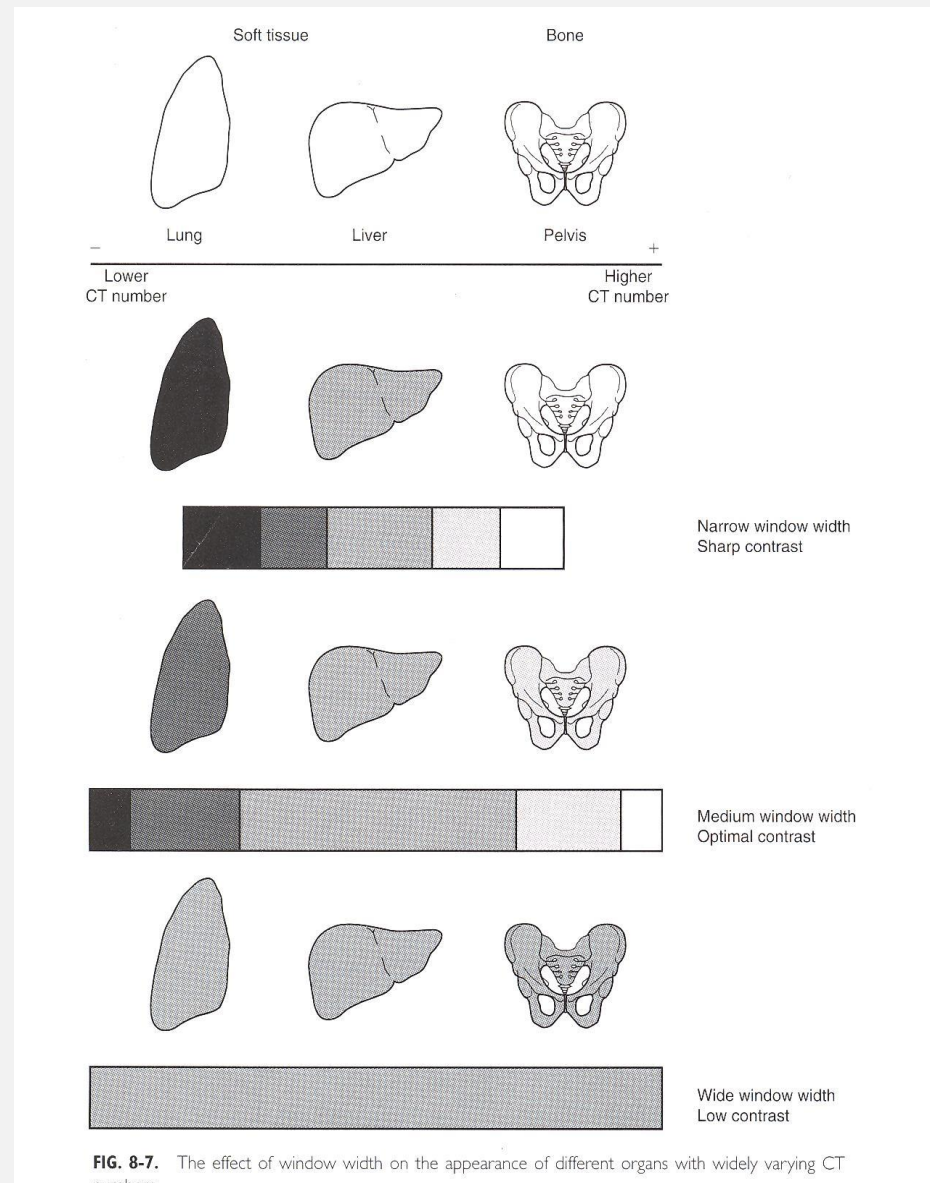 Soft tissue Bone
Lung Liver Pelvis
– +
Lower Higher
CT number CT number
Narrow window width
Sharp contrast
Medium window width
Optimal contrast
Wide window width
Low contrast
FIG. 8-7. The effect of window width on the appearance of different organs with widely varying CT